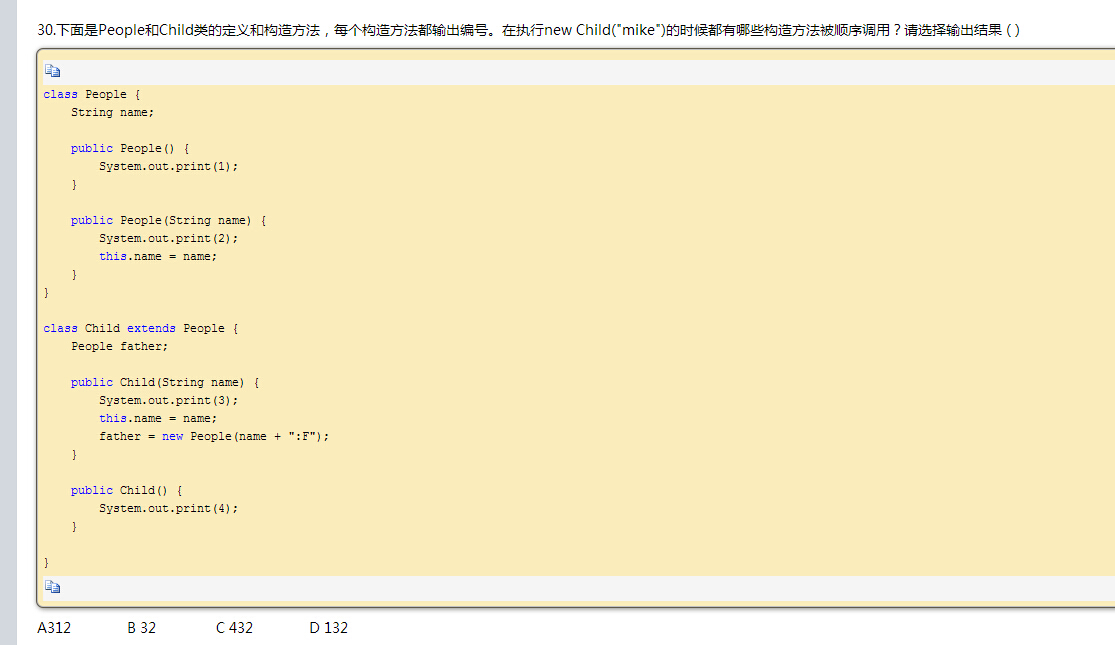 30.下面是People和Child类的定义和构造方法，每个构造方法都输出编号。在执行new Child("mike")的时候都有哪些构造方法被顺序调用？请选择输出结果 ( )
class People {
    String name;
    public People() {
        System.out.print(1);
    }
    public People(String name) {
        System.out.print(2);
        this.name = name;
    }
}
class Child extends People {
    People father;
    public Child(String name) {
        System.out.print(3);
        this.name = name;
        father = new People(name + ":F");
    }
    public Child() {
        System.out.print(4);
    }
}
A312 B 32 C 432 D 132